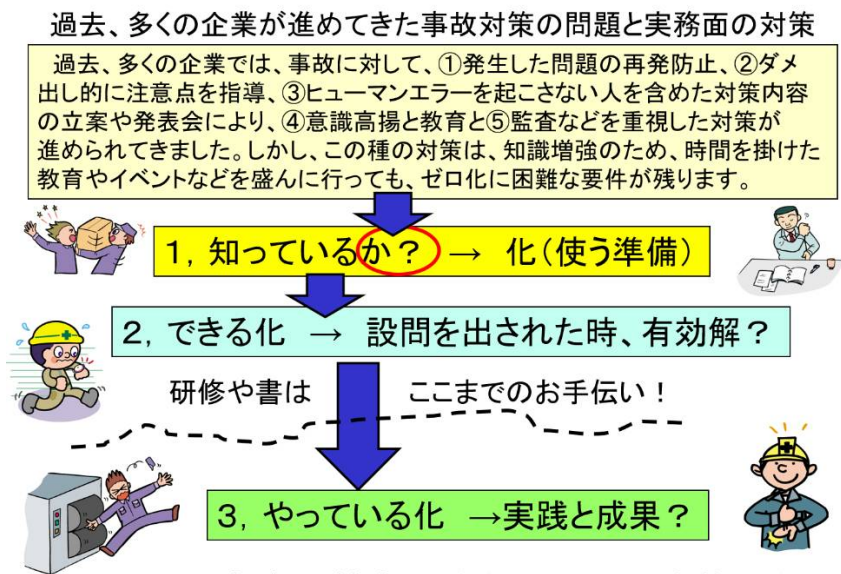 過去、多くの企業が進めてきた事故対策の問題と実務面の対策
過去、多くの企業では、事故に対して、①発生した問題の再発防止、②ダメ
出し的に注意点を指導、③ヒューマンエラーを起こさない人を含めた対策内容
の立案や発表会により、④意識高揚と教育と⑤監査などを重視した対策が
進められてきました。しかし、この種の対策は、知識増強のため、時間を掛けた
教育やイベントなどを盛んに行っても、ゼロ化に困難な要件が残ります。
1, 知っているか? → 化(使う準備)
2, できる化 → 設問を出された時、有効解?
研修や書は ここまでのお手伝い!
3, やっている化 →実践と成果?